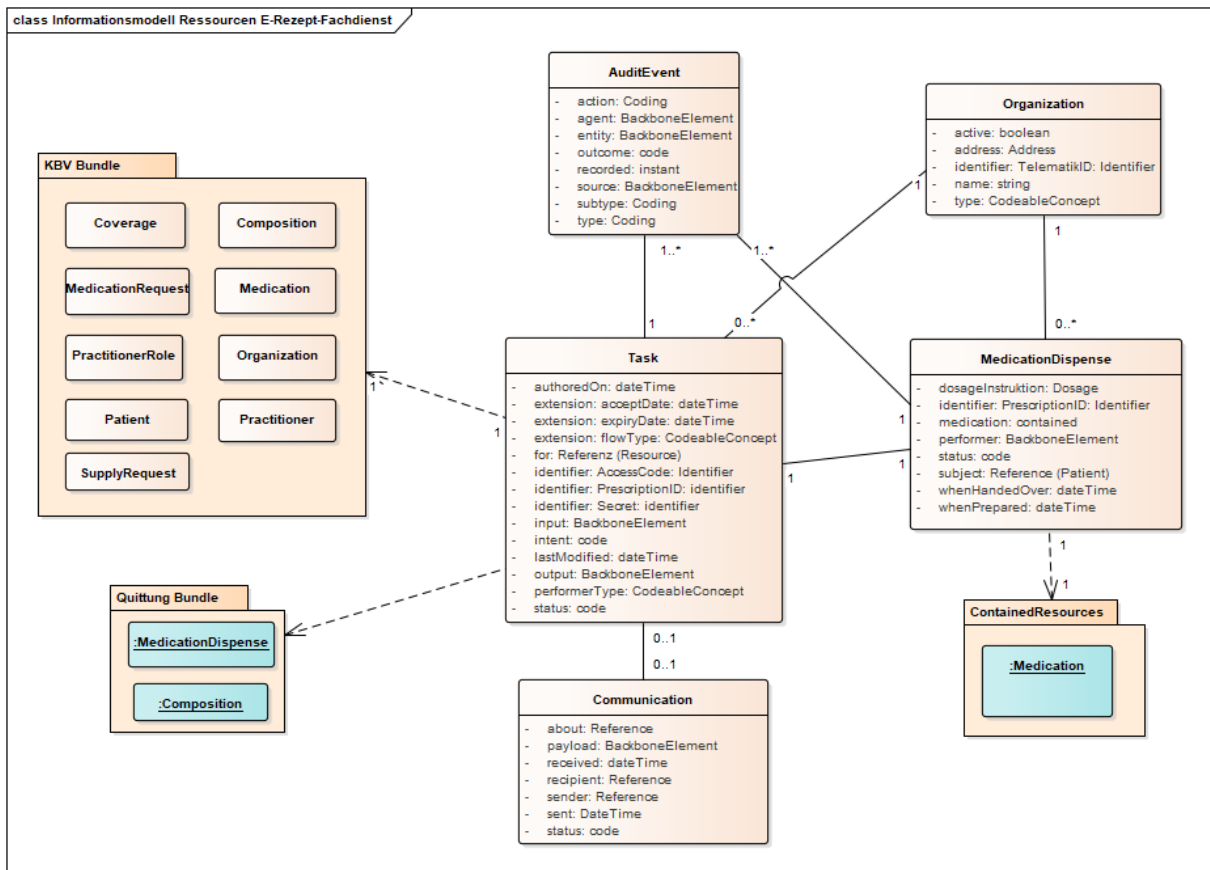 class Informationsmodell Ressourcen E-Rezept-Fachdienst
AuditEvent
- action: Coding
- agent: BackboneElement
- entity: BackboneElement
- outcome: code
- recorded: instant
- source: BackboneElement
- subtype: Coding
- type: Coding
Organization
- active: boolean
- address: Address
- identifier: TelematikID: Identifier
- name: string
- type: CodeableConcept
KBV Bundle
Coverage
Composition
MedicationRequest
Medication
PractitionerRole
Organization
Patient
Practitioner
SupplyRequest
1..*
1..*
1
1
1
0..*
0..*
1
1
1
1
1
Task
- authoredOn: dateTime
- extension: acceptDate: dateTime
- extension: expiryDate: dateTime
- extension: flowType: CodeableConcept
- for: Referenz (Resource)
- identifier: AccessCode: Identifier
- identifier: PrescriptionID: identifier
- identifier: Secret: identifier
- input: BackboneElement
- intent: code
- lastModified: dateTime
- output: BackboneElement
- performerType: CodeableConcept
- status: code
MedicationDispense
- dosageInstruktion: Dosage
- identifier: PrescriptionID: Identifier
- medication: contained
- performer: BackboneElement
- status: code
- subject: Reference (Patient)
- whenHandedOver: dateTime
- whenPrepared: dateTime
1
1
Quittung Bundle
:MedicationDispense
:Composition
0..1
0..1
ContainedResources
:Medication
Communication
- about: Reference
- payload: BackboneElement
- received: dateTime
- recipient: Reference
- sender: Reference
- sent: DateTime
- status: code